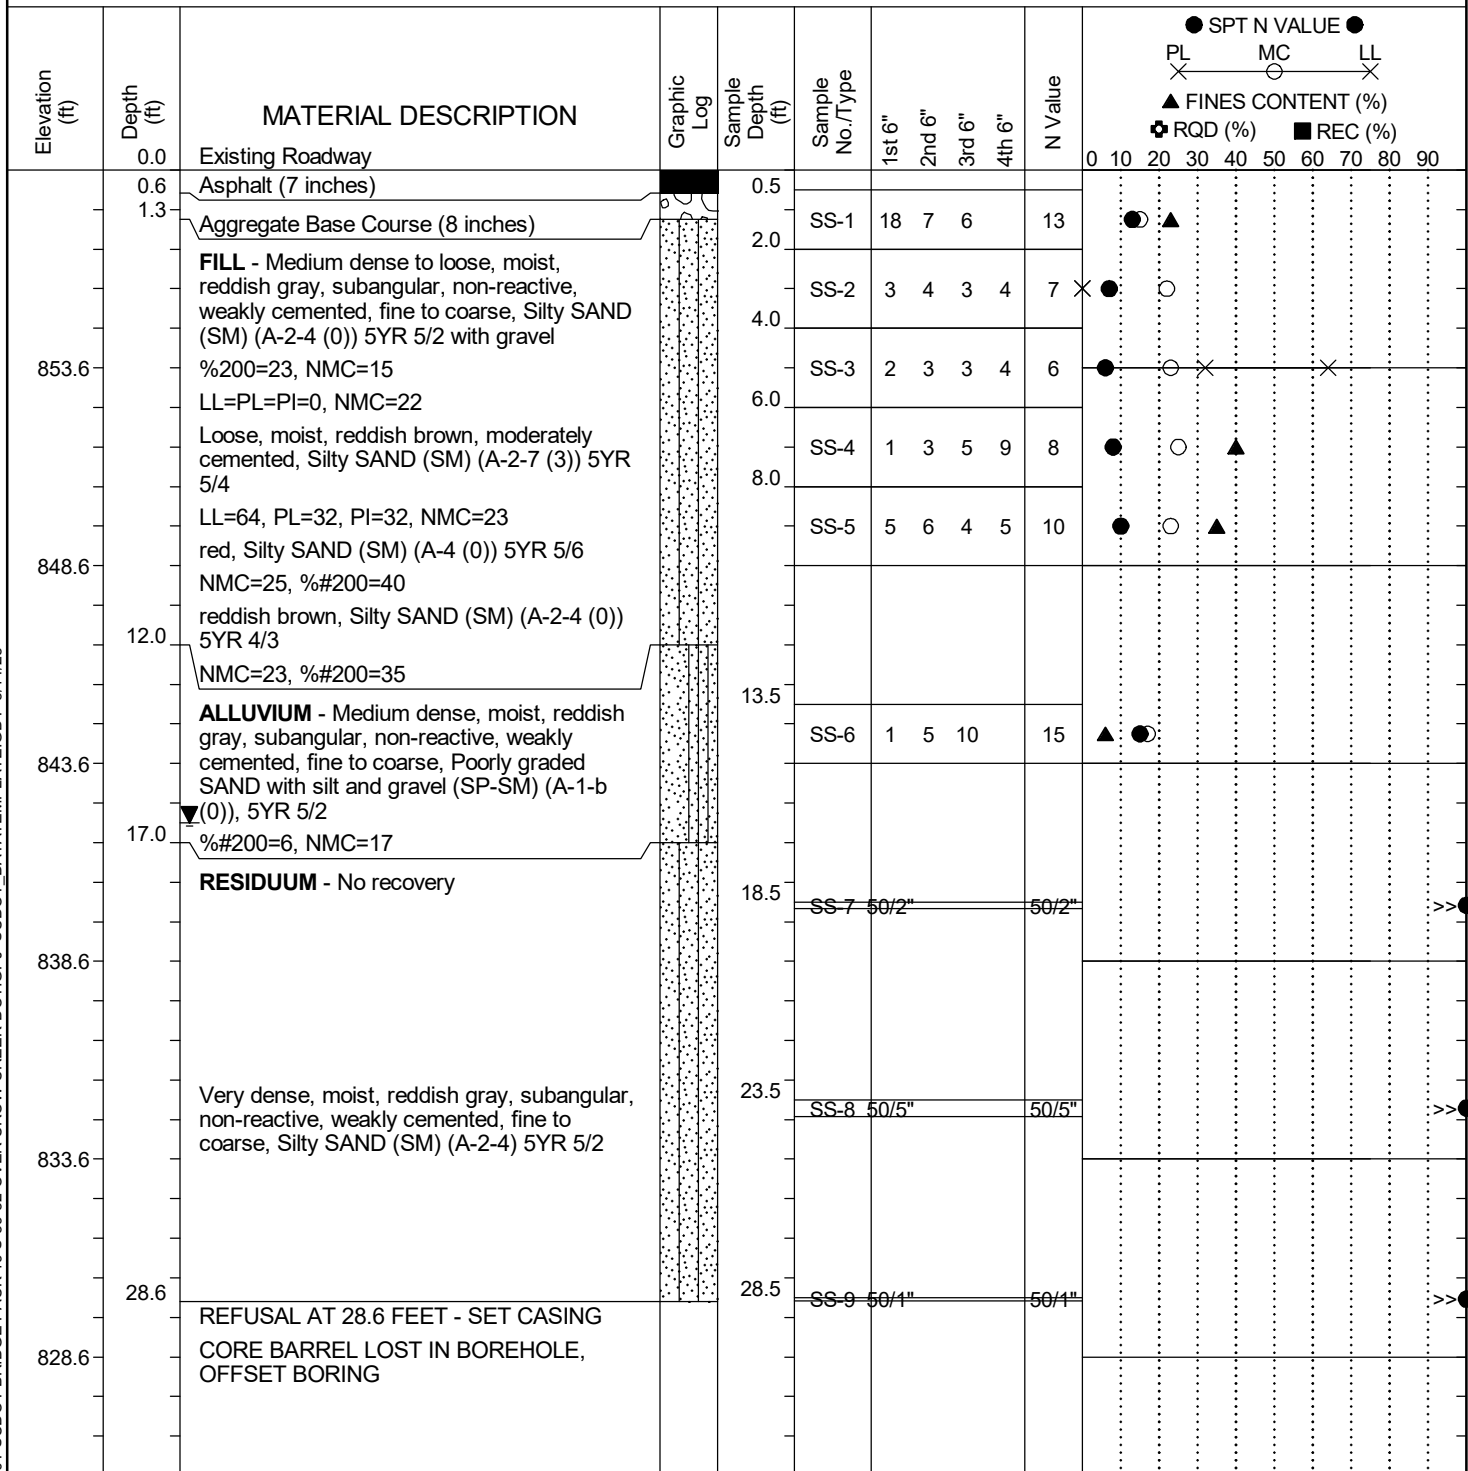 Elevation (ft)
Depth (ft)
MATERIAL DESCRIPTION
Graphic Log
Sample Depth (ft)
Sample No./Type
1st 6"
2nd 6"
3rd 6"
4th 6"
N Value
● SPT N VALUE ●
PL MC LL
▲ FINES CONTENT (%)
RQD (%) ■ REC (%)
0 10 20 30 40 50 60 70 80 90
0.0 Existing Roadway
0.6 Asphalt (7 inches) 0.5
1.3
Aggregate Base Course (8 inches)
SS-1 18 7 6 13
2.0
FILL - Medium dense to loose, moist,
reddish gray, subangular, non-reactive,
weakly cemented, fine to coarse, Silty SAND
(SM) (A-2-4 (0)) 5YR 5/2 with gravel
SS-2 3 4 3 4 7
4.0
853.6
%200=23, NMC=15
SS-3 2 3 3 4 6
LL=PL=PI=0, NMC=22
6.0
Loose, moist, reddish brown, moderately
cemented, Silty SAND (SM) (A-2-7 (3)) 5YR
5/4
SS-4 1 3 5 9 8
8.0
LL=64, PL=32, PI=32, NMC=23
SS-5 5 6 4 5 10
red, Silty SAND (SM) (A-4 (0)) 5YR 5/6
848.6
NMC=25, %#200=40
reddish brown, Silty SAND (SM) (A-2-4 (0))
5YR 4/3
12.0
NMC=23, %#200=35
13.5
ALLUVIUM - Medium dense, moist, reddish
gray, subangular, non-reactive, weakly
cemented, fine to coarse, Poorly graded
SAND with silt and gravel (SP-SM) (A-1-b
(0)), 5YR 5/2
SS-6 1 5 10 15
843.6
17.0
%#200=6, NMC=17
RESIDUUM - No recovery
18.5
SS-7 50/2" 50/2" >>●
838.6
Very dense, moist, reddish gray, subangular,
non-reactive, weakly cemented, fine to
coarse, Silty SAND (SM) (A-2-4) 5YR 5/2
23.5
SS-8 50/5" 50/5" >>●
833.6
28.6
28.5
SS-9 50/1" 50/1" >>●
REFUSAL AT 28.6 FEET - SET CASING
CORE BARREL LOST IN BOREHOLE,
OFFSET BORING
828.6